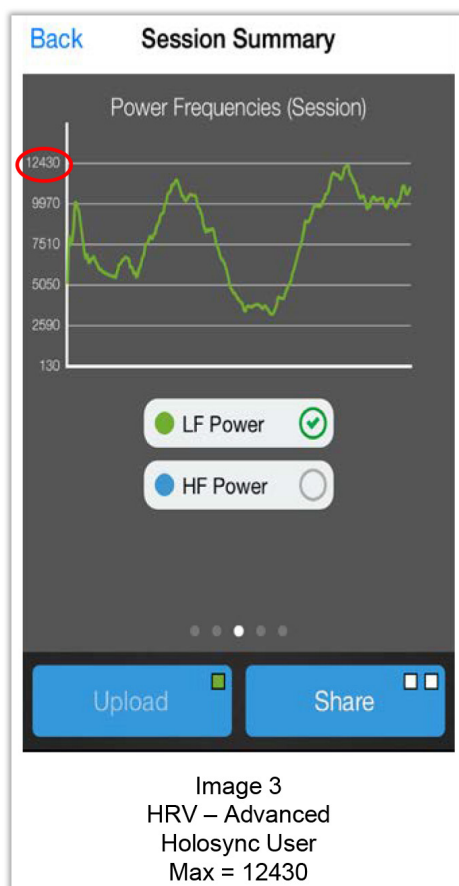 Back Session Summary
Power Frequencies (Session)
12430
9970
7510
5050
2590
130
LF Power
HF Power
Upload Share
Image 3
HRV – Advanced
Holosync User
Max = 12430